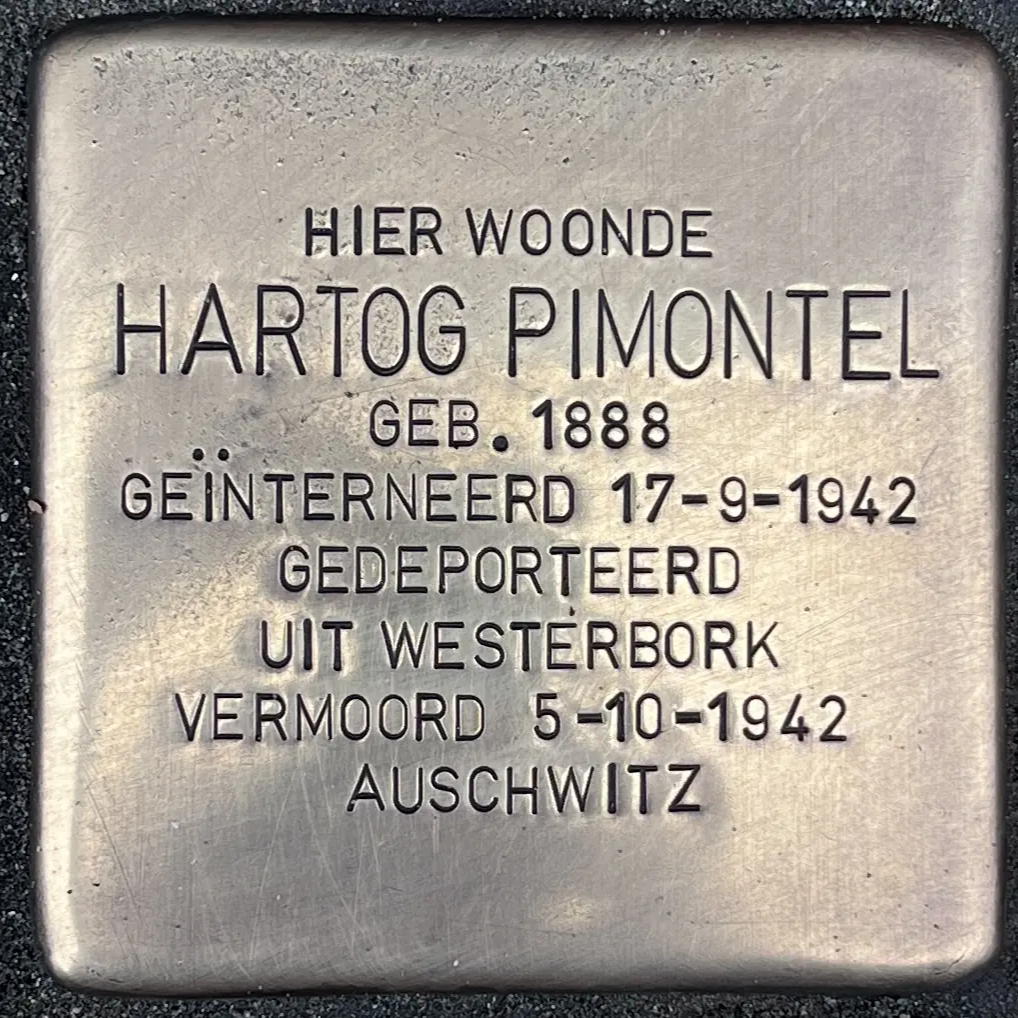 HIER WOONDE
HARTOG PIMONTEL
GEB. 1888
GEÏNTERNEERD 17-9-1942
GEDEPORTEERD
UIT WESTERBORK
VERMOORD 5-10-1942
AUSCHWITZ